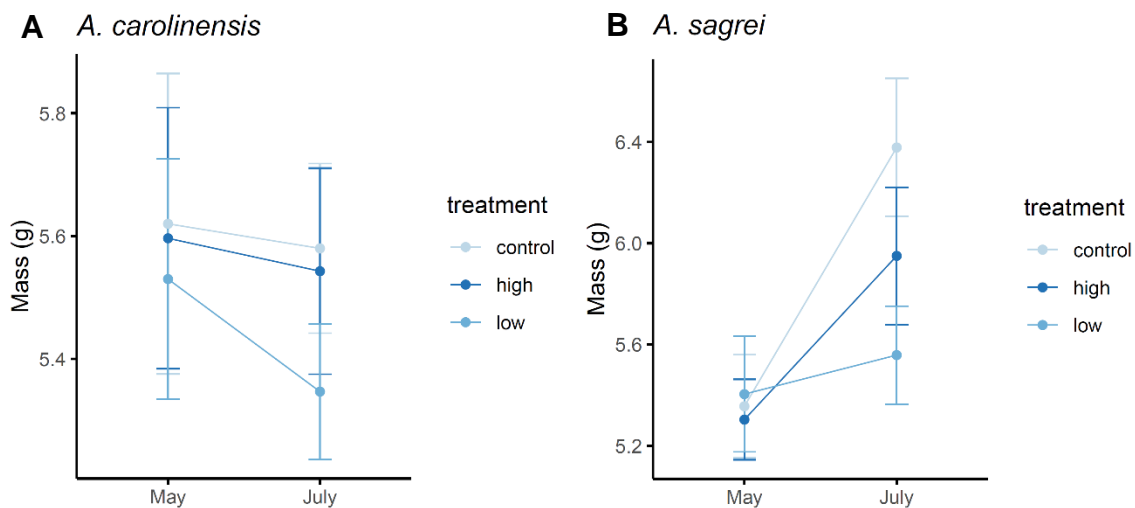 A A. carolinensis
Mass (g)
5.8
5.6
5.4
May July
treatment
control
high
low
B A. sagrei
Mass (g)
6.4
6.0
5.6
5.2
May July
treatment
control
high
low